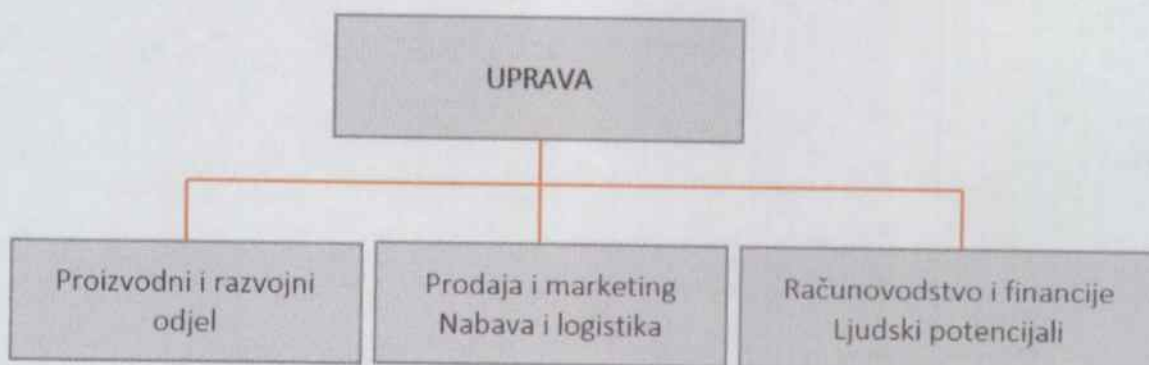 UPRAVA
Proizvodni i razvojni
odjel
Prodaja i marketing
Nabava i logistika
Računovodstvo i financije
Ljudski potencijali